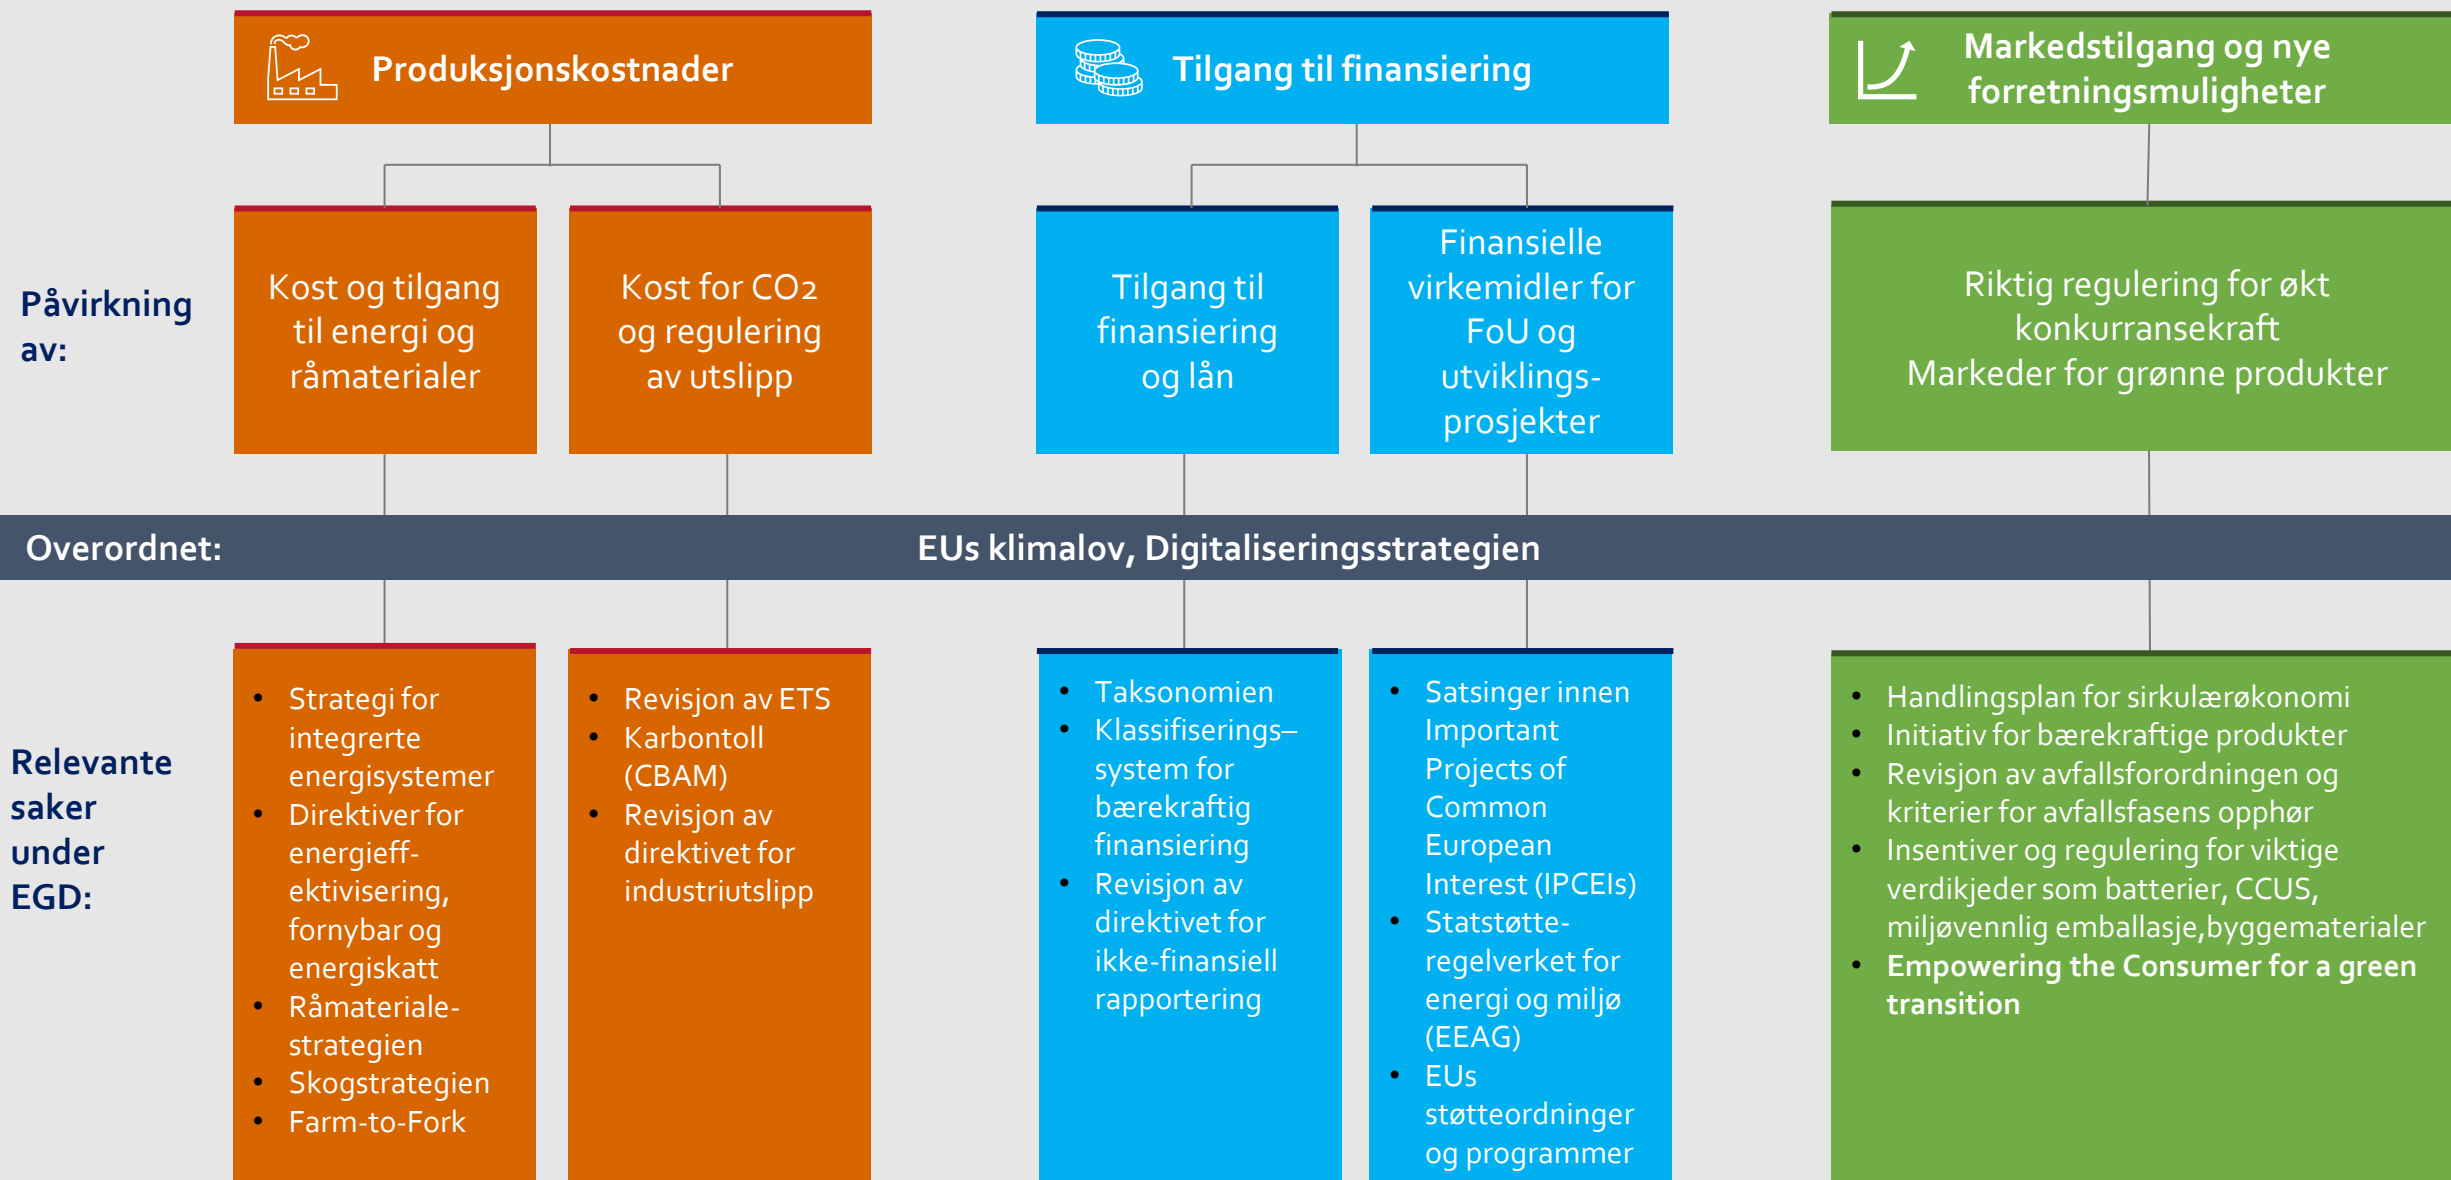 Produksjonskostnader
Tilgang til finansiering
Markedstilgang og nye
forretningsmuligheter
Påvirkning
av:
Kost og tilgang
til energi og
råmaterialer
Kost for CO2
og regulering
av utslipp
Tilgang til
finansiering
og lån
Finansielle
virkemidler for
FoU og
utviklings-
prosjekter
Riktig regulering for økt
konkurransekraft
Markeder for grønne produkter
Overordnet:
EUs klimalov, Digitaliseringsstrategien
Relevante
saker
under
EGD:
• Strategi for
integrerte
energisystemer
• Direktiver for
energieff-
ektivisering,
fornybar og
energiskatt
• Råmateriale-
strategien
• Skogstrategien
• Farm-to-Fork
• Revisjon av ETS
• Karbontoll
(CBAM)
• Revisjon av
direktivet for
industriutslipp
• Taksonomien
• Klassifiserings–
system for
bærekraftig
finansiering
• Revisjon av
direktivet for
ikke-finansiell
rapportering
• Satsinger innen
Important
Projects of
Common
European
Interest (IPCEIs)
• Statstøtte-
regelverket for
energi og miljø
(EEAG)
• EUs
støtteordninger
og programmer
• Handlingsplan for sirkulærøkonomi
• Initiativ for bærekraftige produkter
• Revisjon av avfallsforordningen og
kriterier for avfallsfasens opphør
• Insentiver og regulering for viktige
verdikjeder som batterier, CCUS,
miljøvennlig emballasje,byggematerialer
• Empowering the Consumer for a green
transition